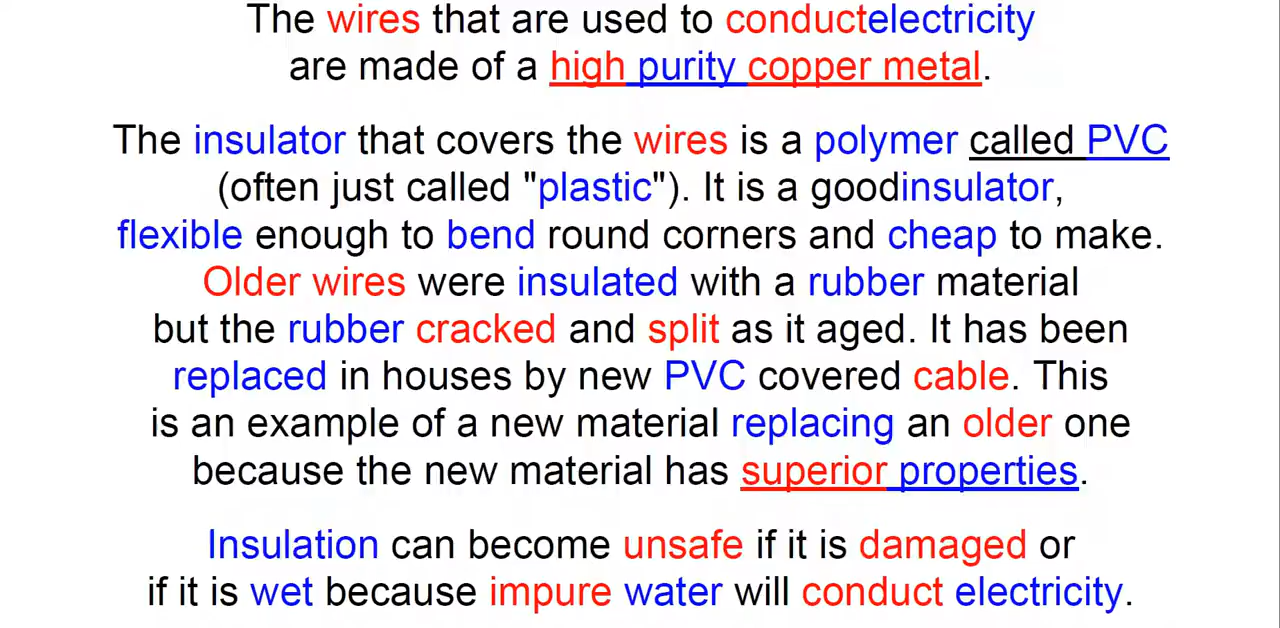 The wires that are used to conductelectricity
are made of a high purity copper metal.
The insulator that covers the wires is a polymer called PVC
(often just called "plastic"). It is a goodinsulator,
flexible enough to bend round corners and cheap to make.
Older wires were insulated with a rubber material
but the rubber cracked and split as it aged. It has been
replaced in houses by new PVC covered cable. This
is an example of a new material replacing an older one
because the new material has superior properties.
Insulation can become unsafe if it is damaged or
if it is wet because impure water will conduct electricity.